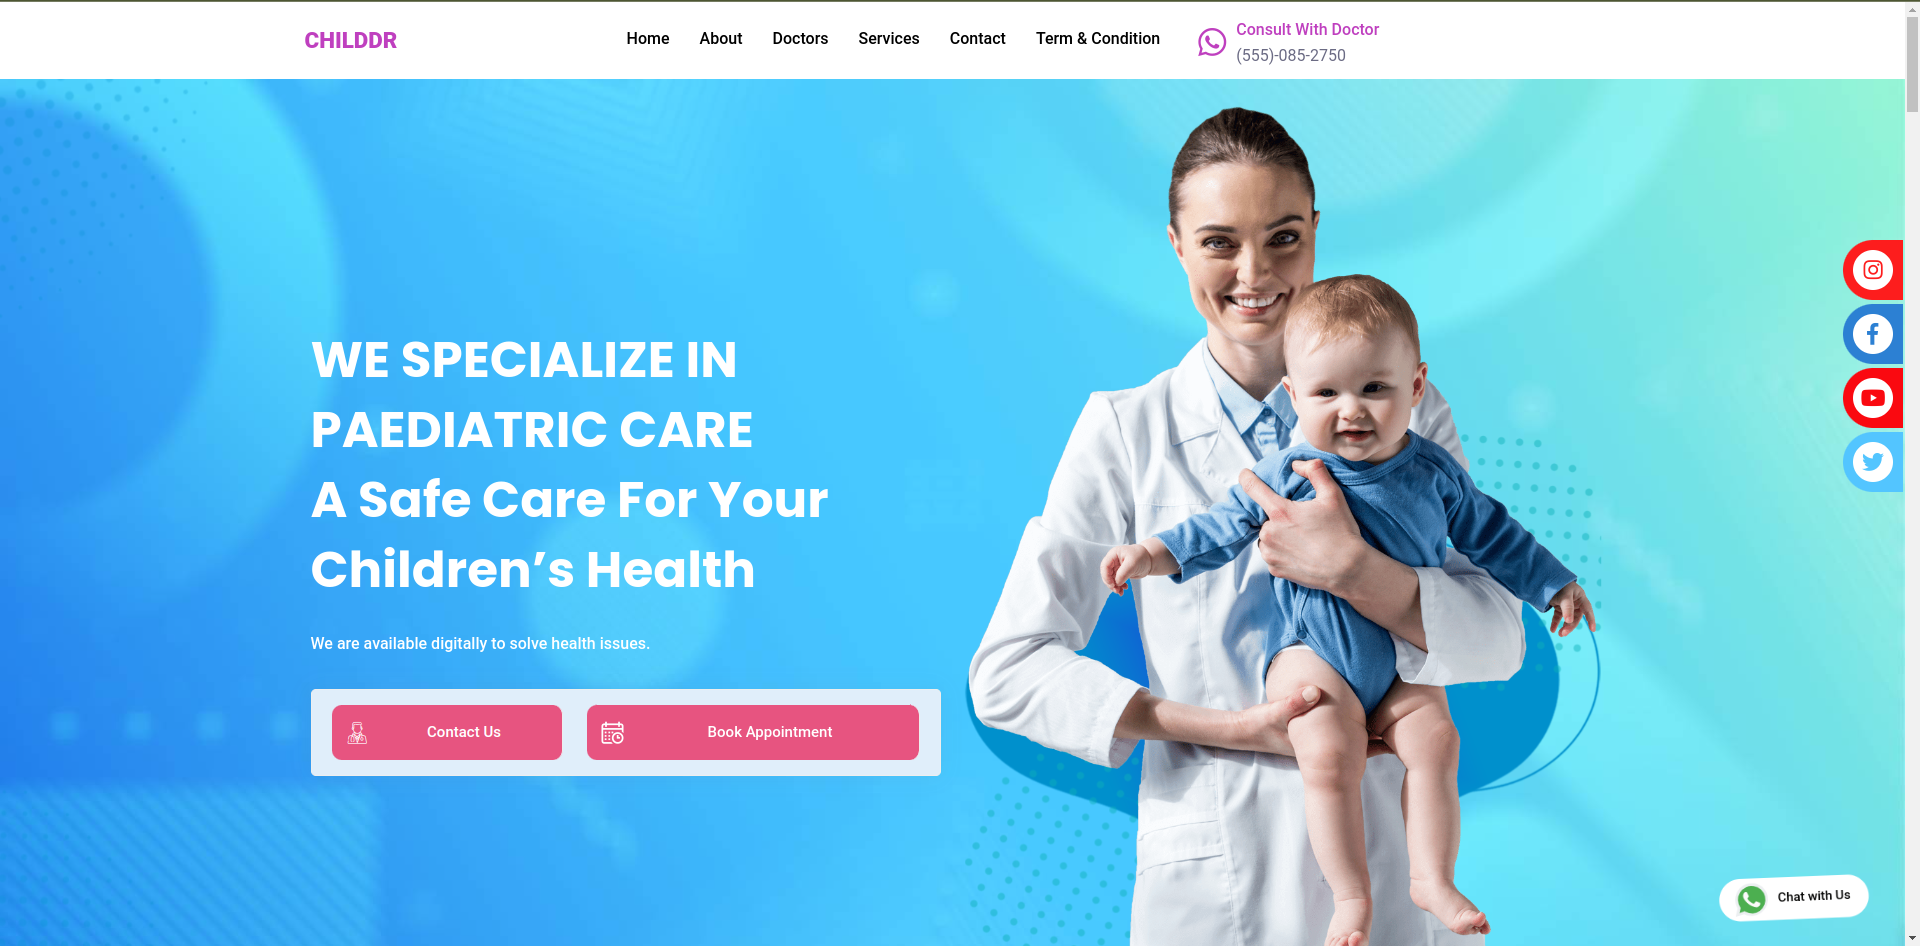 CHILDDR
Home
About
Doctors
Services
Contact
Term & Condition
Consult With Doctor
(555)-085-2750
WE SPECIALIZE IN
PAEDIATRIC CARE
A Safe Care For Your
Children’s Health
We are available digitally to solve health issues.
Contact Us
Book Appointment
Chat with Us